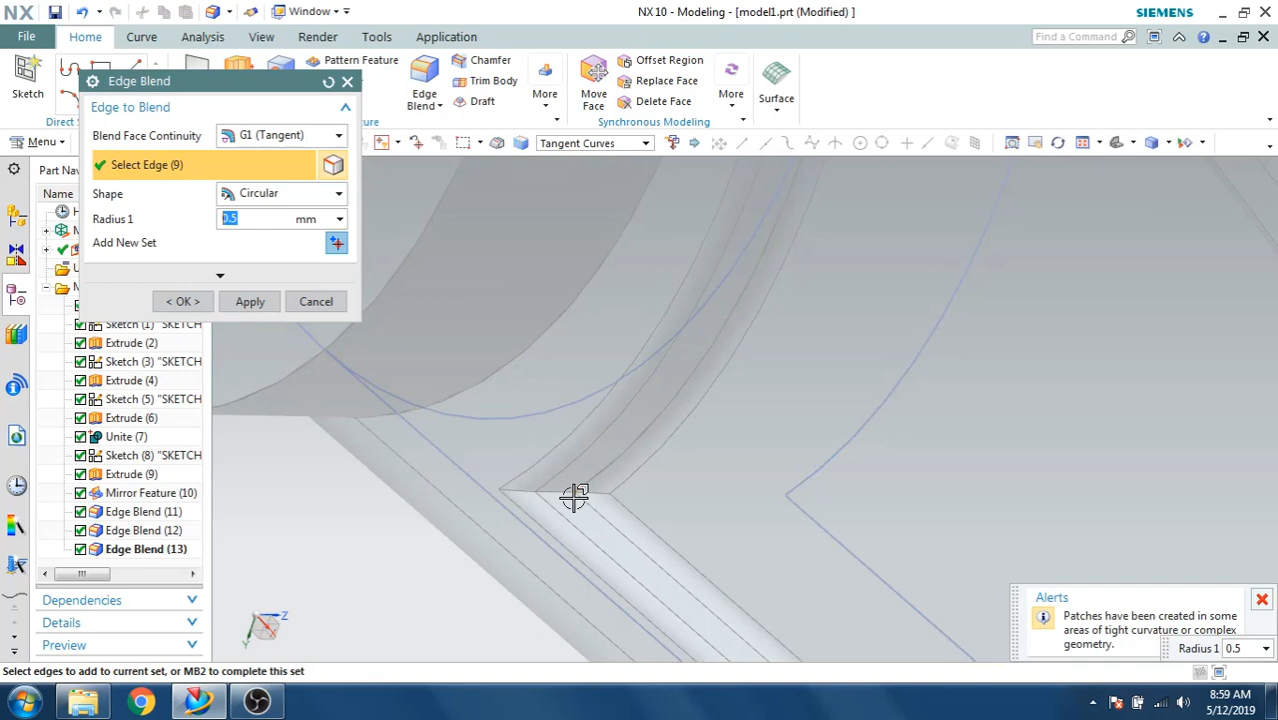 NX
Window
NX 10 - Modeling - [model1.prt (Modified) ]
SIEMENS
File
Home
Curve
Analysis
View
Render
Tools
Application
Find a Command
Sketch
Pattern Feature
Edge
Blend
Chamfer
Trim Body
Draft
More
Move
Face
Offset Region
Replace Face
Delete Face
More
Surface
Direct S
ture
Synchronous Modeling
Menu
Tangent Curves
Edge Blend
Edge to Blend
Blend Face Continuity
G1 (Tangent)
Select Edge (9)
Shape
Circular
Radius 1
0.5
mm
Add New Set
< OK >
Apply
Cancel
Part Nav
Name
H
M
U
M
Sketch (1) "SKETCH
Extrude (2)
Sketch (3) "SKETCH
Extrude (4)
Sketch (5) "SKETCH
Extrude (6)
Unite (7)
Sketch (8) "SKETCH
Extrude (9)
Mirror Feature (10)
Edge Blend (11)
Edge Blend (12)
Edge Blend (13)
Dependencies
Details
Preview
Z
Y
Alerts
Patches have been created in some
areas of tight curvature or complex
geometry.
Radius 1
0.5
Select edges to add to current set, or MB2 to complete this set
8:59 AM
5/12/2019